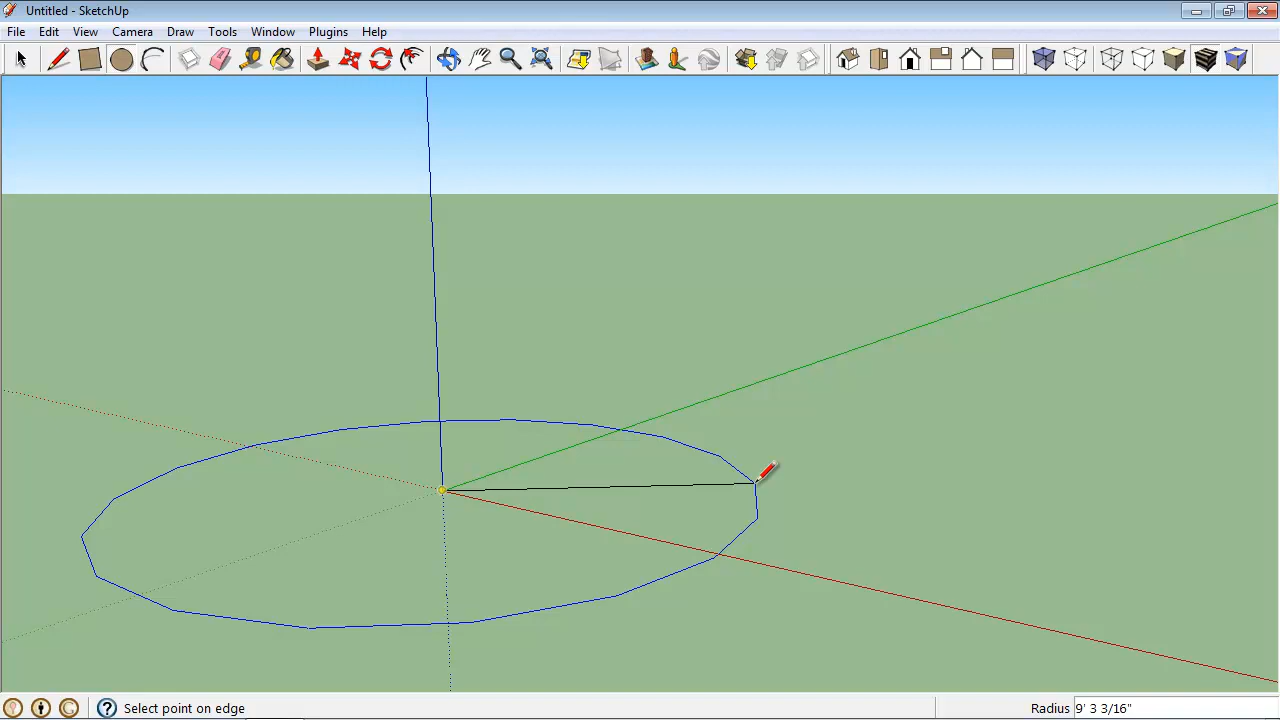 Untitled - SketchUp
File Edit View Camera Draw Tools Window Plugins Help
Select point on edge Radius 9' 3 3/16"